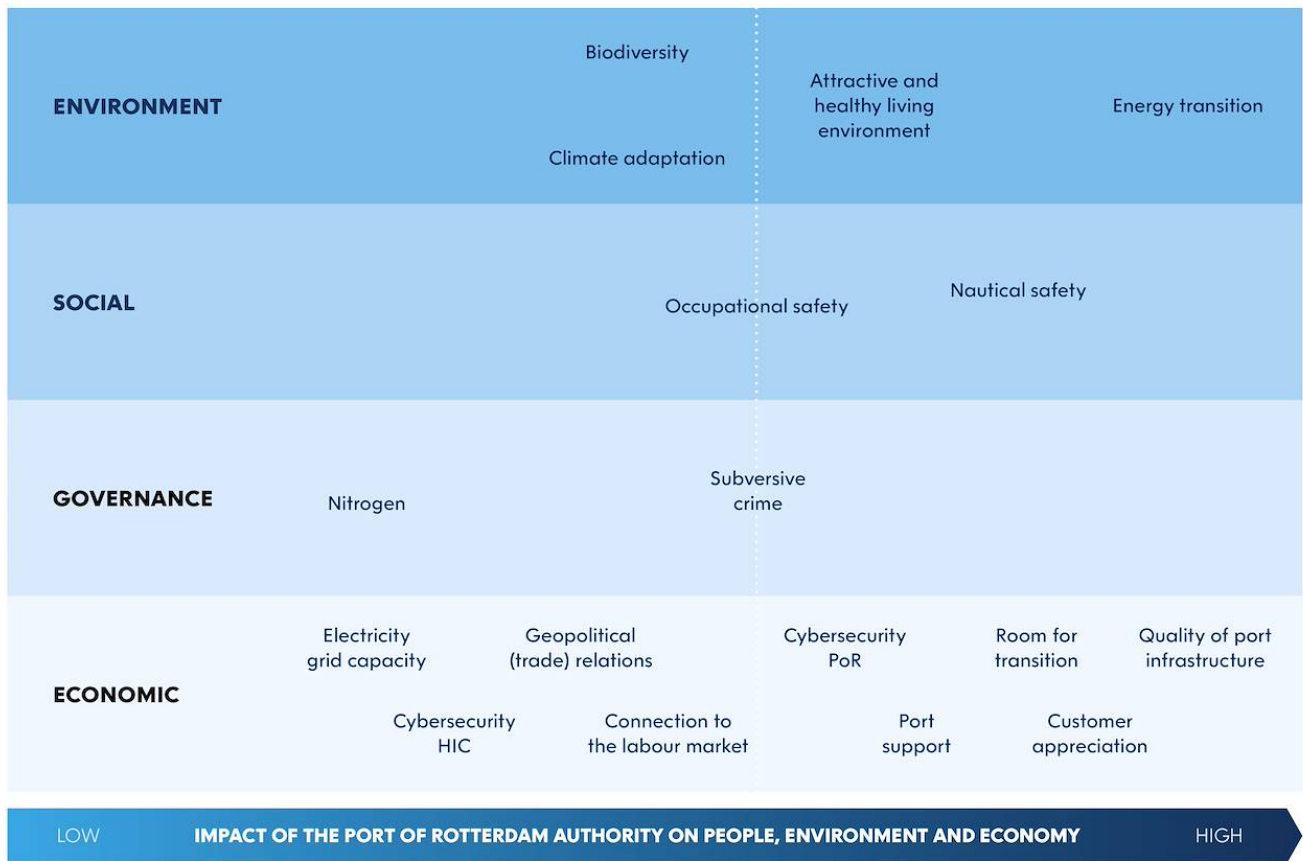 ENVIRONMENT
Biodiversity
Climate adaptation
Attractive and
healthy living
environment
Energy transition
SOCIAL
Occupational safety
Nautical safety
GOVERNANCE
Nitrogen
Subversive
crime
ECONOMIC
Electricity
grid capacity
Geopolitical
(trade) relations
Cybersecurity
PoR
Room for
transition
Quality of port
infrastructure
Cybersecurity
HIC
Connection to
the labour market
Port
support
Customer
appreciation
LOW
IMPACT OF THE PORT OF ROTTERDAM AUTHORITY ON PEOPLE, ENVIRONMENT AND ECONOMY
HIGH